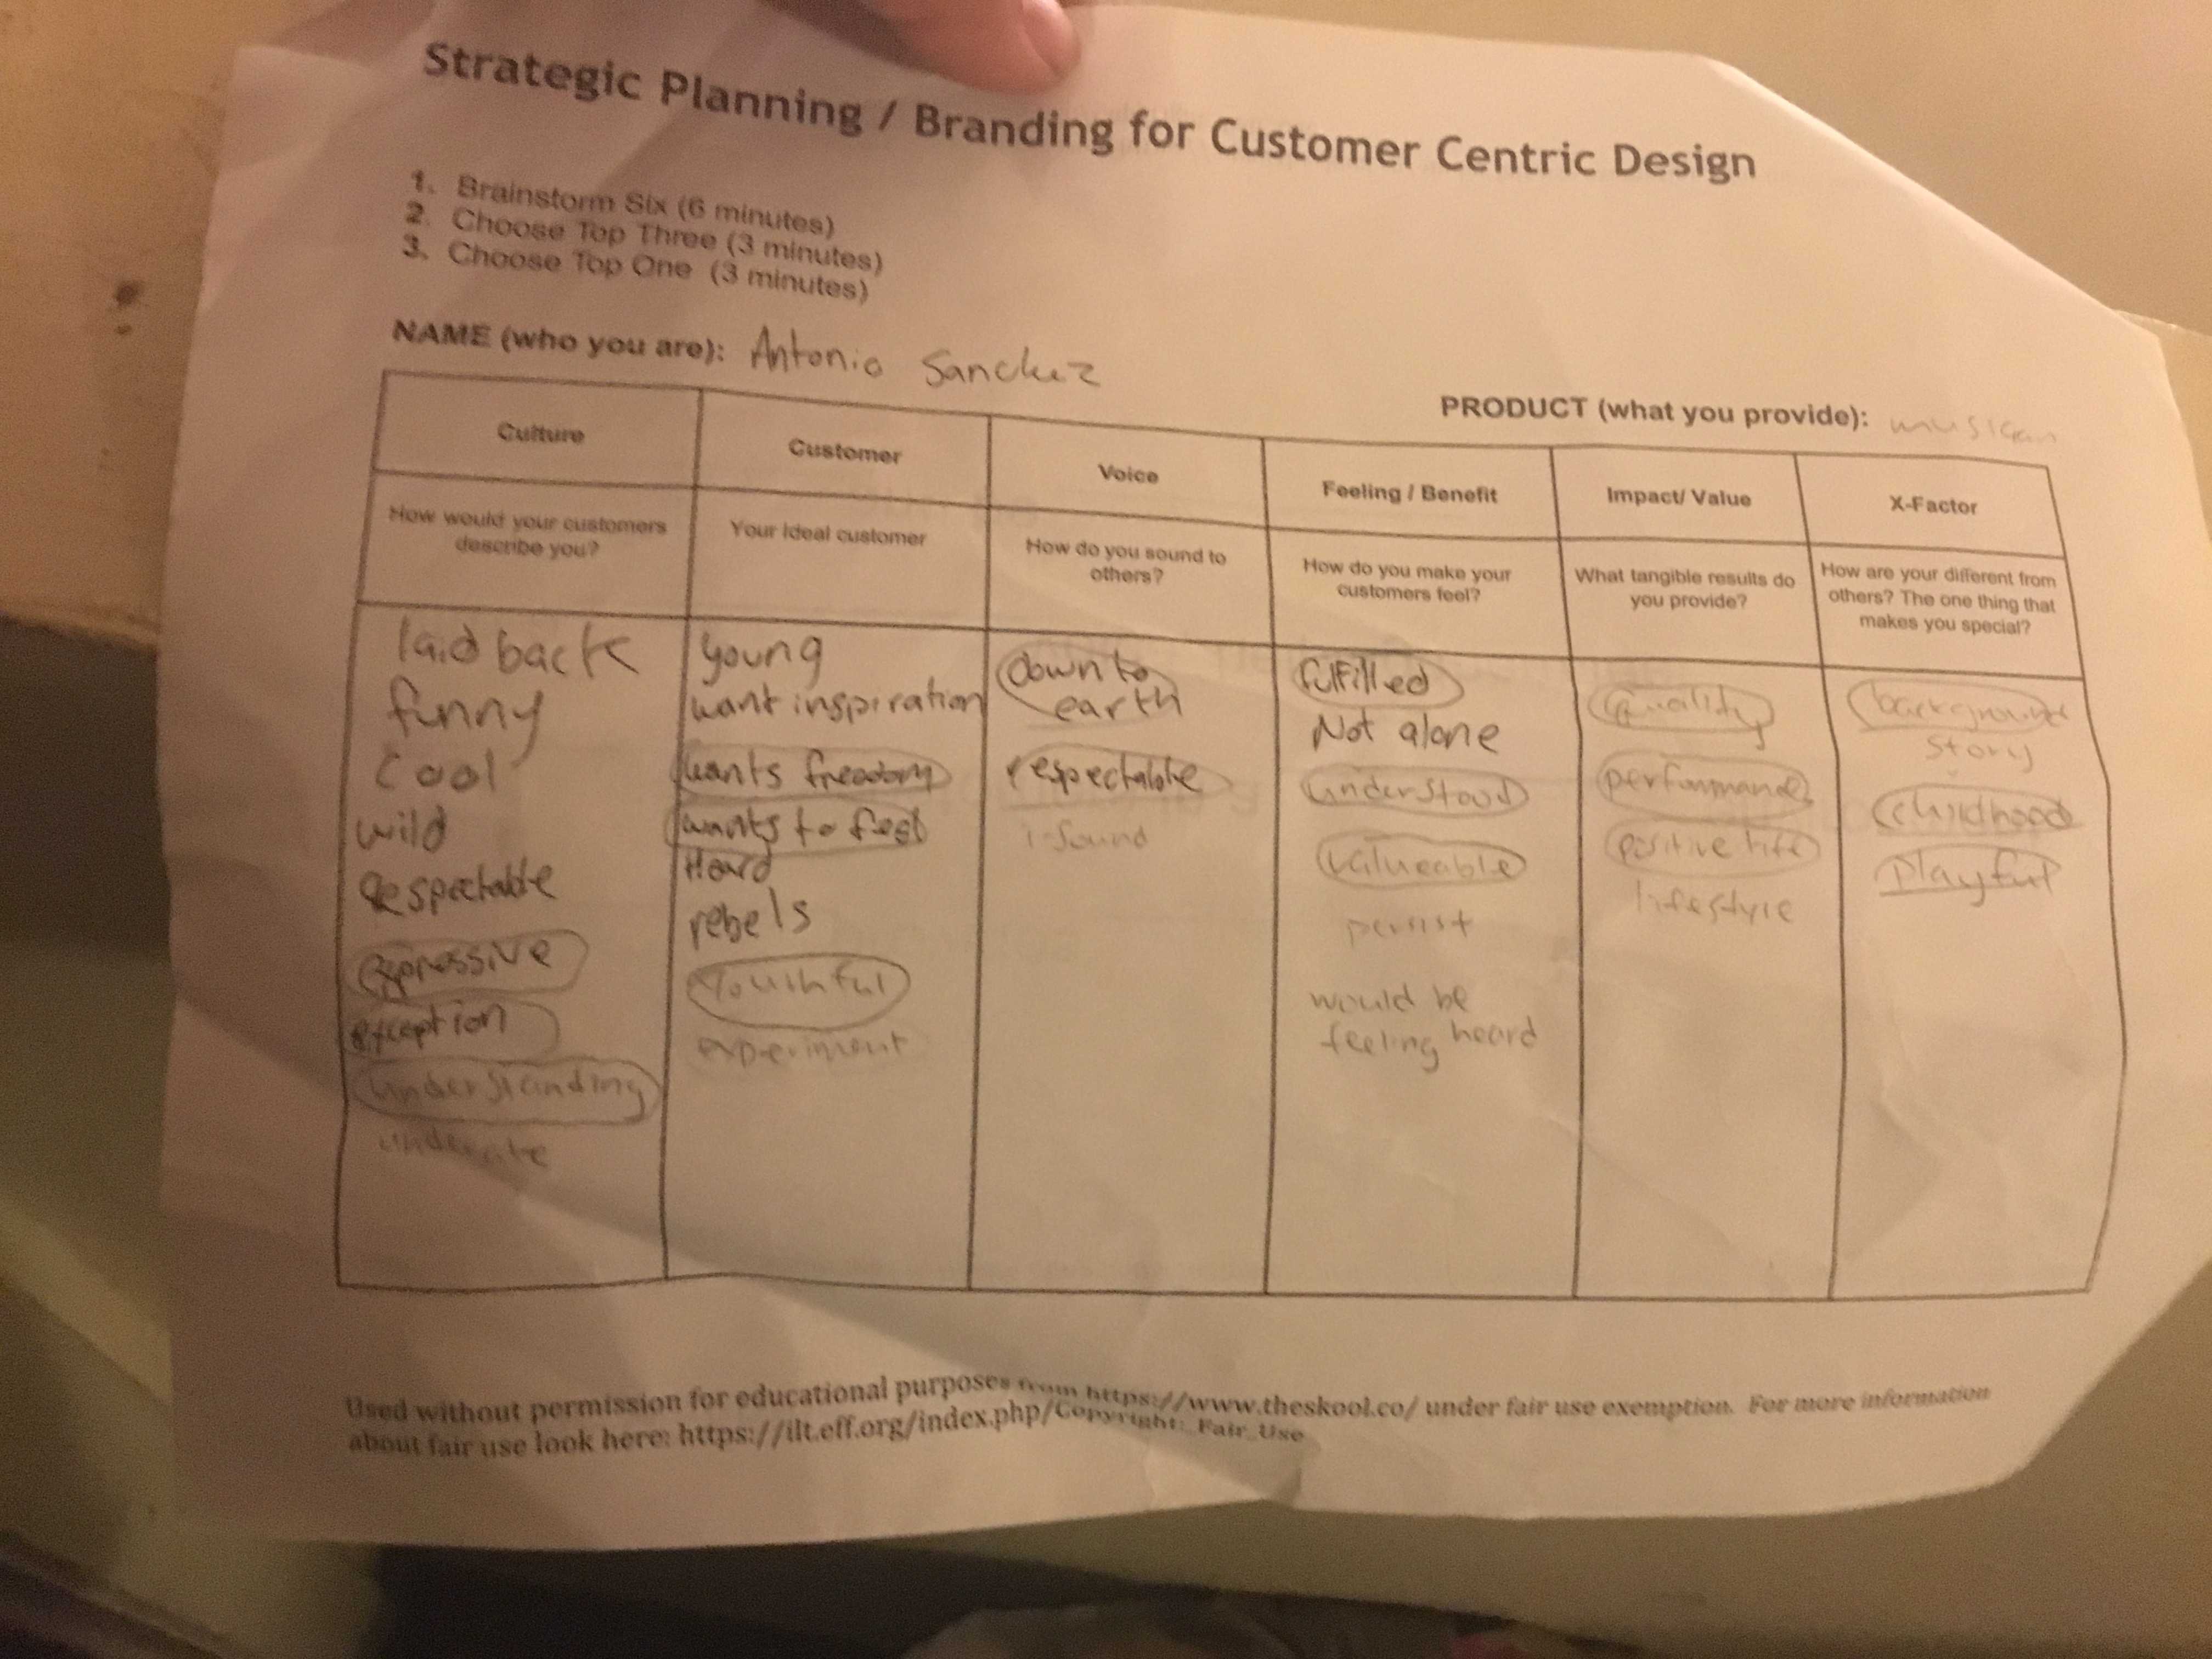 Strategic Planning / Branding for Customer Centric Design
1. Brainstorm Six (6 minutes)
2. Choose Top Three (3 minutes)
3. Choose Top One (3 minutes)
NAME (who you are): Antonio Sanchez
PRODUCT (what you provide): musican
Culture
How would your customers
describe you?
laid back
funny
cool
wild
Respectable
expressive
exception
understanding
Customer
Your ideal customer
young
want inspiration
wants freedom
wants to feel
Heard
rebels
Youthful
experiment
Voice
How do you sound to
others?
down to
earth
respectable
i sound
Feeling / Benefit
How do you make your
customers feel?
fulfilled
Not alone
understood
valueable
persist
would be
feeling heard
Impact/ Value
What tangible results do
you provide?
Quality
performance
positive life
lifestyle
X-Factor
How are your different from
others? The one thing that
makes you special?
background
story
childhood
playful
Used without permission for educational purposes from https://www.theskool.co/ under fair use exemption. For more information
about fair use look here: https://ilt.eff.org/index.php/Copyright:_Fair_Use